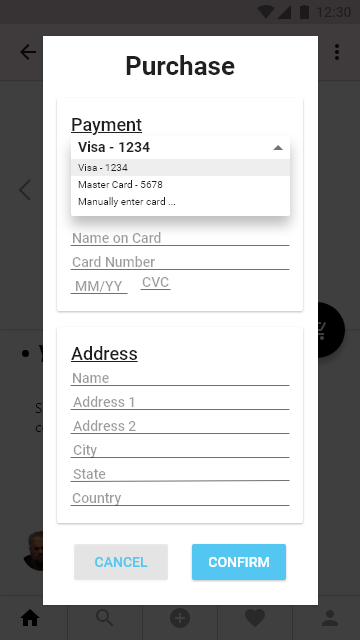 12:30
Purchase
Payment
Visa - 1234
Visa - 1234
Master Card - 5678
Manually enter card ...
Name on Card
Card Number
MM/YY CVC
Address
Name
Address 1
Address 2
City
State
Country
CANCEL CONFIRM